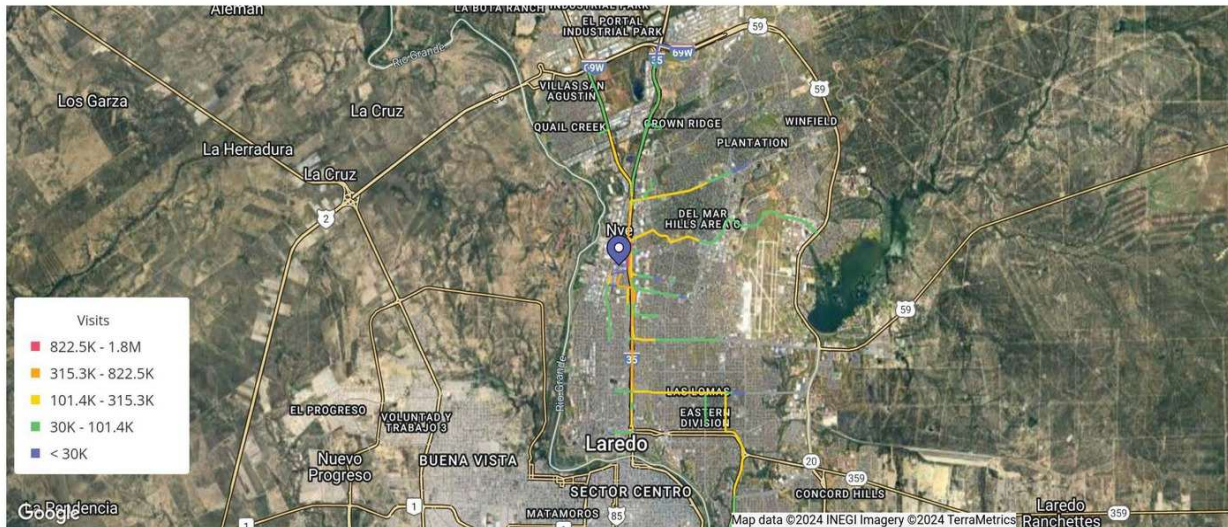 Aleman
LA BOTA RANCH
INDUSTRIAL PARK
EL PORTAL
INDUSTRIAL PARK
59
69W
35
69W
Rio Grande
VILLAS SAN
AGUSTIN
59
Los Garza
La Cruz
QUAIL CREEK
CROWN RIDGE
WINFIELD
PLANTATION
La Herradura
La Cruz
2
DEL MAR
HILLS AREA C
Nye
59
59
Visits
822.5K - 1.8M
315.3K - 822.5K
101.4K - 315.3K
30K - 101.4K
< 30K
35
Rio Grande
LAS LOMAS
EL PROGRESO
VOLUNTAD Y
TRABAJO 3
EASTERN
DIVISION
Laredo
Nuevo
Progreso
BUENA VISTA
20
359
SECTOR CENTRO
CONCORD HILLS
Google
1
1
MATAMOROS
85
Laredo
Ranchettes
359
Map data ©2024 INEGI Imagery ©2024 TerraMetrics